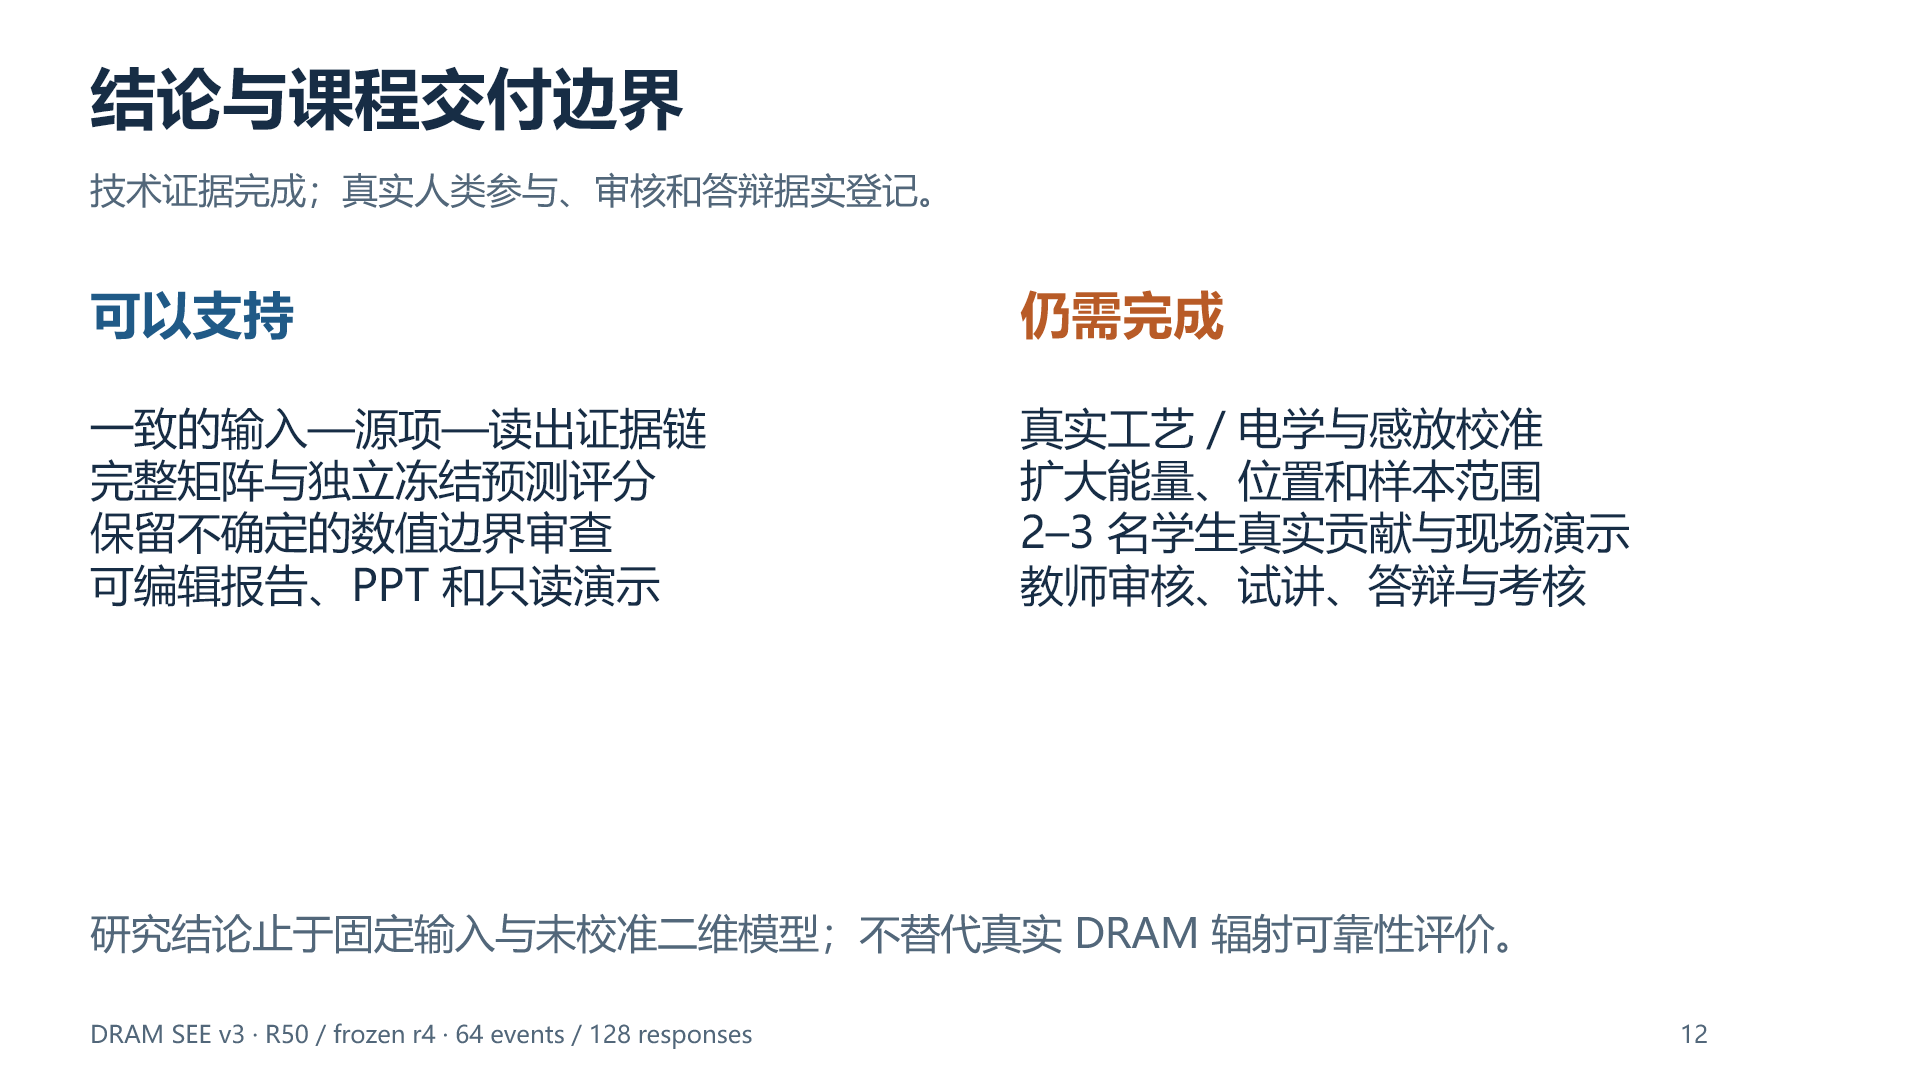 结论与课程交付边界
技术证据完成；真实人类参与、审核和答辩据实登记。
可以支持
一致的输入—源项—读出证据链
完整矩阵与独立冻结预测评分
保留不确定的数值边界审查
可编辑报告、PPT 和只读演示
仍需完成
真实工艺 / 电学与感放校准
扩大能量、位置和样本范围
2–3 名学生真实贡献与现场演示
教师审核、试讲、答辩与考核
研究结论止于固定输入与未校准二维模型；不替代真实 DRAM 辐射可靠性评价。
DRAM SEE v3 · R50 / frozen r4 · 64 events / 128 responses
12